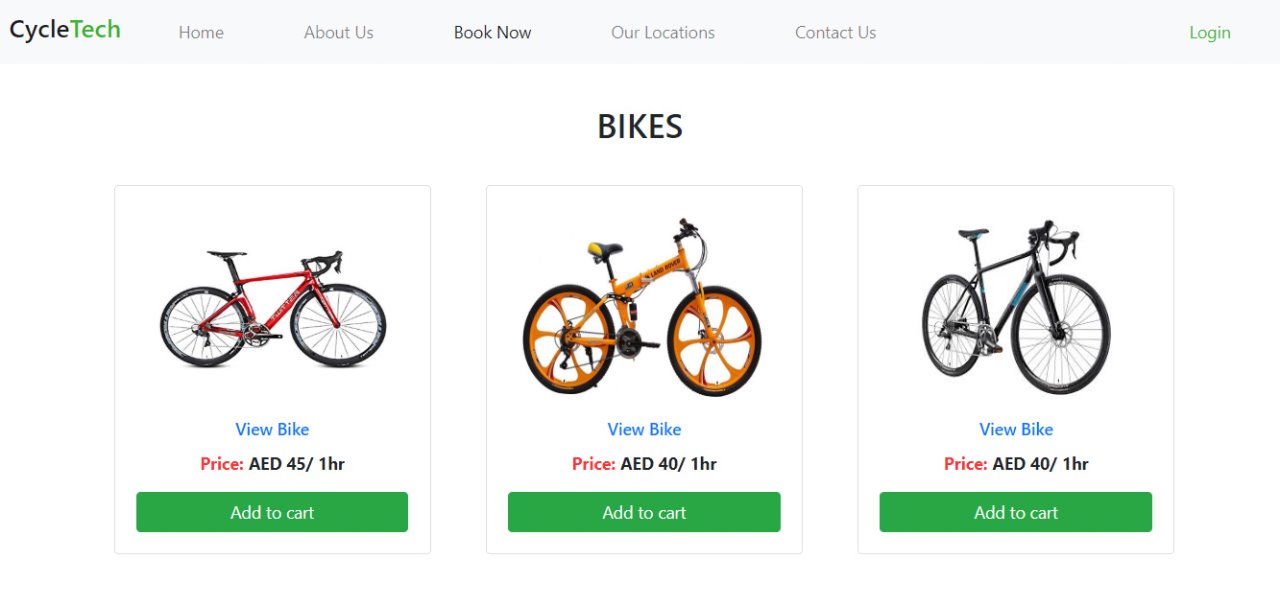 CycleTech Home About Us Book Now Our Locations Contact Us Login
BIKES
LAND ROVER
View Bike View Bike View Bike
Price: AED 45/ 1hr Price: AED 40/ 1hr Price: AED 40/ 1hr
Add to cart Add to cart Add to cart